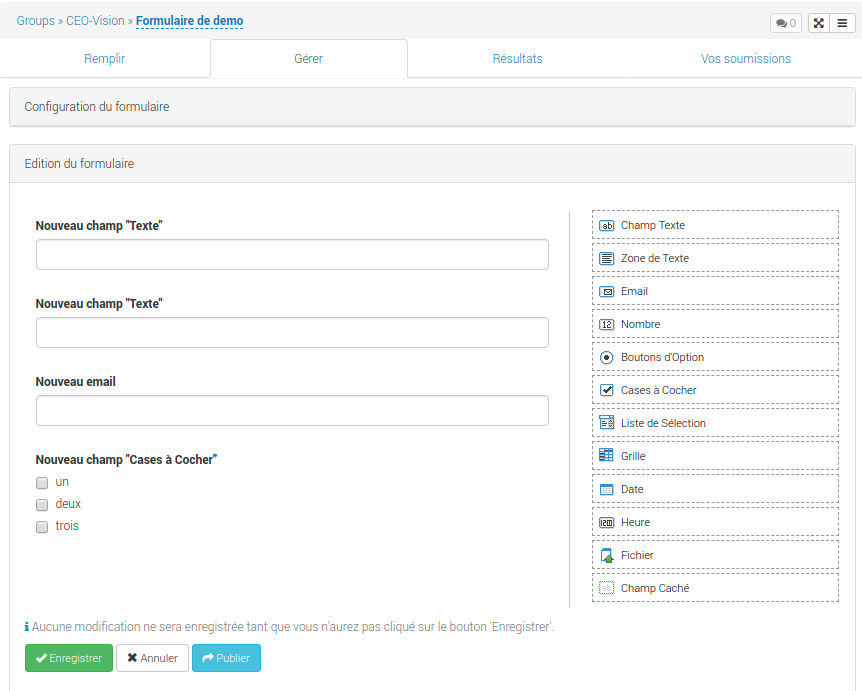 Groups » CEO-Vision » Formulaire de demo
0
Remplir
Gérer
Résultats
Vos soumissions
Configuration du formulaire
Edition du formulaire
Nouveau champ "Texte"
Nouveau champ "Texte"
Nouveau email
Nouveau champ "Cases à Cocher"
un
deux
trois
Champ Texte
Zone de Texte
Email
Nombre
Boutons d'Option
Cases à Cocher
Liste de Sélection
Grille
Date
Heure
Fichier
Champ Caché
Aucune modification ne sera enregistrée tant que vous n'aurez pas cliqué sur le bouton 'Enregistrer'.
Enregistrer
Annuler
Publier